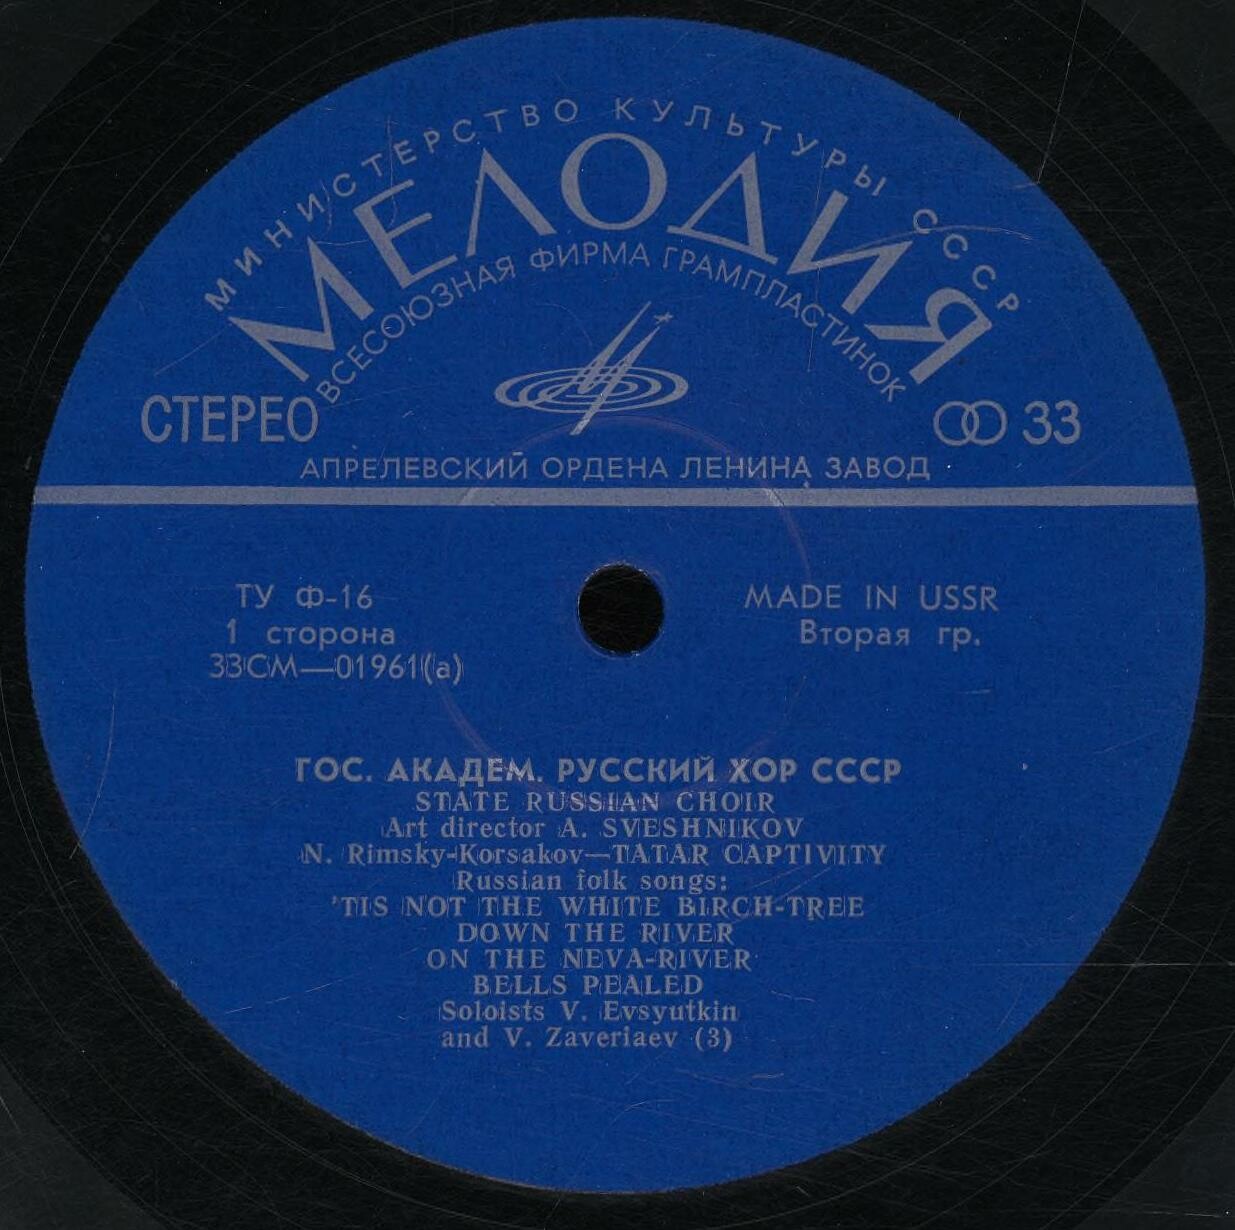 МИНИСТЕРСТВО КУЛЬТУРЫ СССР
МЕЛОДИЯ
ВСЕСОЮЗНАЯ ФИРМА ГРАМПЛАСТИНОК
СТЕРЕО 33
АПРЕЛЕВСКИЙ ОРДЕНА ЛЕНИНА ЗАВОД
ТУ Ф-16 MADE IN USSR
1 сторона Вторая гр.
33СМ—01961(а)
ГОС. АКАДЕМ. РУССКИЙ ХОР СССР
STATE RUSSIAN CHOIR
Art director A. SVESHNIKOV
N. Rimsky-Korsakov—TATAR CAPTIVITY
Russian folk songs:
'TIS NOT THE WHITE BIRCH-TREE
DOWN THE RIVER
ON THE NEVA-RIVER
BELLS PEALED
Soloists V. Evsyutkin
and V. Zaveriaev (3)